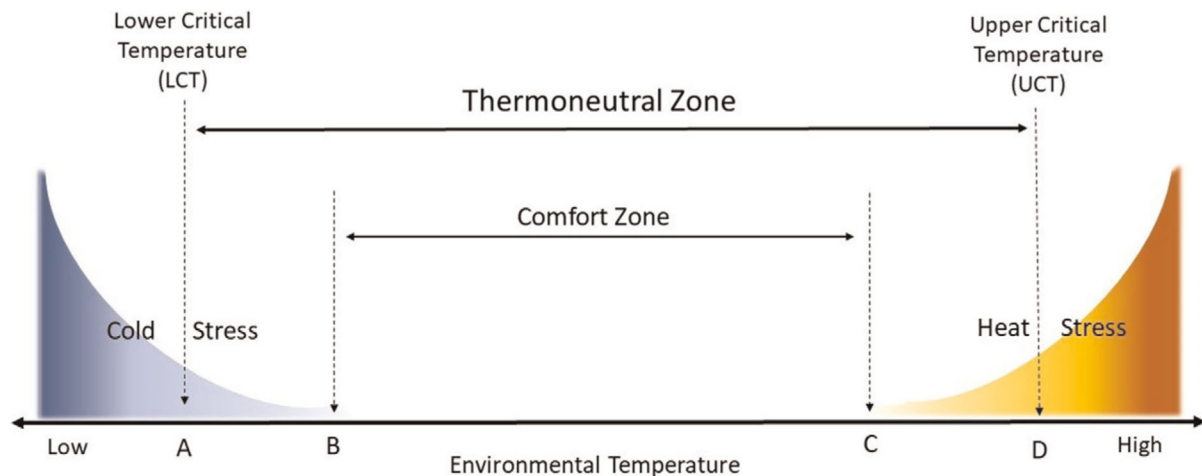 Lower Critical
Temperature
(LCT)
Upper Critical
Temperature
(UCT)
Thermoneutral Zone
Comfort Zone
Cold Stress
Heat Stress
Low
A
B
C
D
High
Environmental Temperature